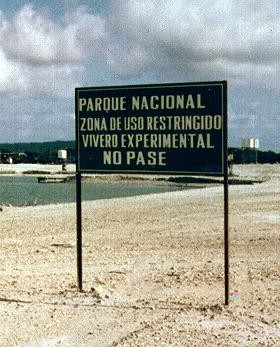 PARQUE NACIONAL
ZONA DE USO RESTRINGIDO
VIVERO EXPERIMENTAL
NO PASE